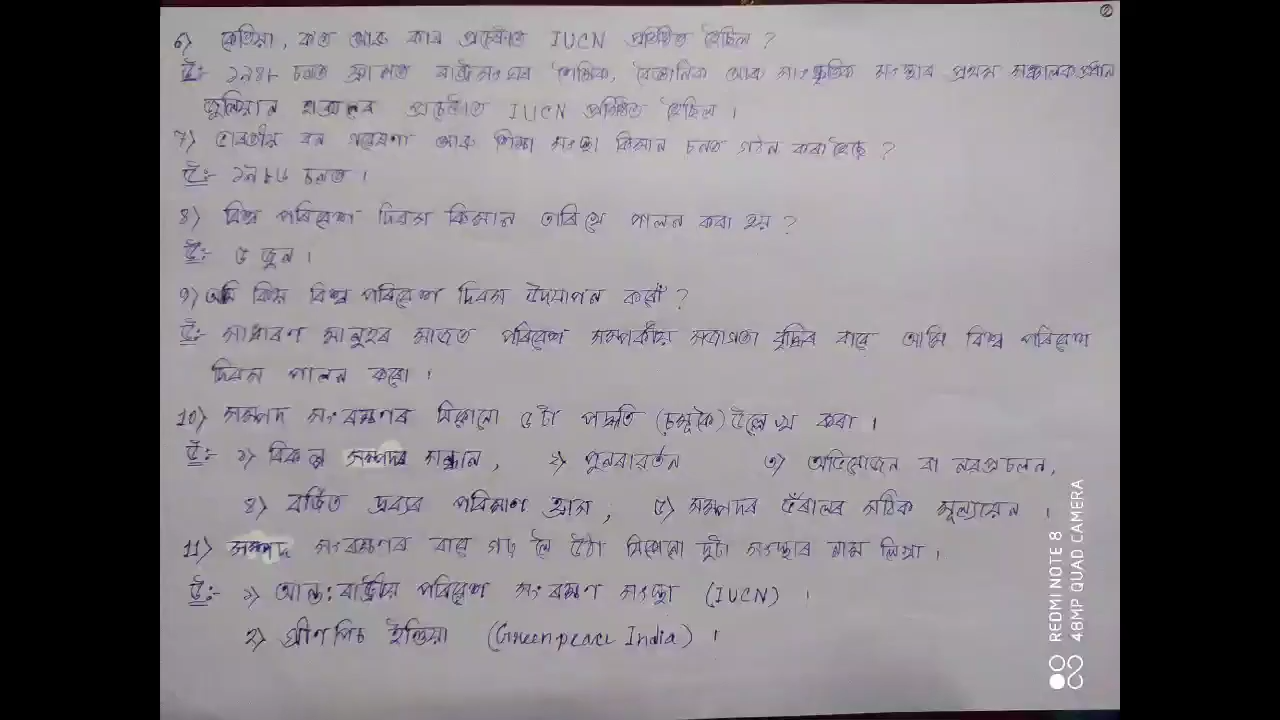 ②
6) কেতিয়া, ক'ত আৰু কাৰ প্ৰচেষ্টাত IUCN প্ৰতিষ্ঠিত হৈছিল ?
উঃ- ১৯৪৮ চনত ফ্ৰান্সত ৰাষ্ট্ৰসংঘৰ শৈক্ষিক, বৈজ্ঞানিক আৰু সাংস্কৃতিক সংস্থাৰ প্ৰথম সঞ্চালক প্ৰধান
জুলিয়ান হাক্সলেৰ প্ৰচেষ্টাত IUCN প্ৰতিষ্ঠিত হৈছিল ।
7) ভাৰতীয় বন গৱেষণা আৰু শিক্ষা সংস্থা কিমান চনত গঠন কৰা হৈছে ?
উঃ- ১৯৮৬ চনত ।
8) বিশ্ব পৰিৱেশ দিৱস কিমান তাৰিখে পালন কৰা হয় ?
উঃ- ৫ জুন ।
9) আমি কিয় বিশ্ব পৰিৱেশ দিৱস উদযাপন কৰোঁ ?
উঃ- সাধাৰণ মানুহৰ মাজত পৰিৱেশ সম্পৰ্কীয় সজাগতা বৃদ্ধিৰ বাবে আমি বিশ্ব পৰিৱেশ
দিৱস পালন কৰো ।
10) সম্পদ সংৰক্ষণৰ যিকোনো ৫ টা পদ্ধতি (চমুকৈ) উল্লেখ কৰা ।
উঃ- ১) বিকল্প সম্পদৰ সন্ধান, ২) পুনৰাবৰ্তন ৩) অভিযোজন বা নৱপ্ৰচলন,
৪) বৰ্জিত দ্ৰব্যৰ পৰিমাণ হ্ৰাস, ৫) সম্পদৰ ভঁৰালৰ সঠিক মূল্যায়ন ।
11) সম্পদ সংৰক্ষণৰ বাবে গঢ় লৈ উঠা যিকোনো দুটা সংস্থাৰ নাম লিখা ।
উঃ- ১) আন্তঃৰাষ্ট্ৰীয় পৰিৱেশ সংৰক্ষণ সংস্থা (IUCN) ।
২) গ্ৰীণপিচ ইণ্ডিয়া (Greenpeace India) ।
REDMI NOTE 8
48MP QUAD CAMERA